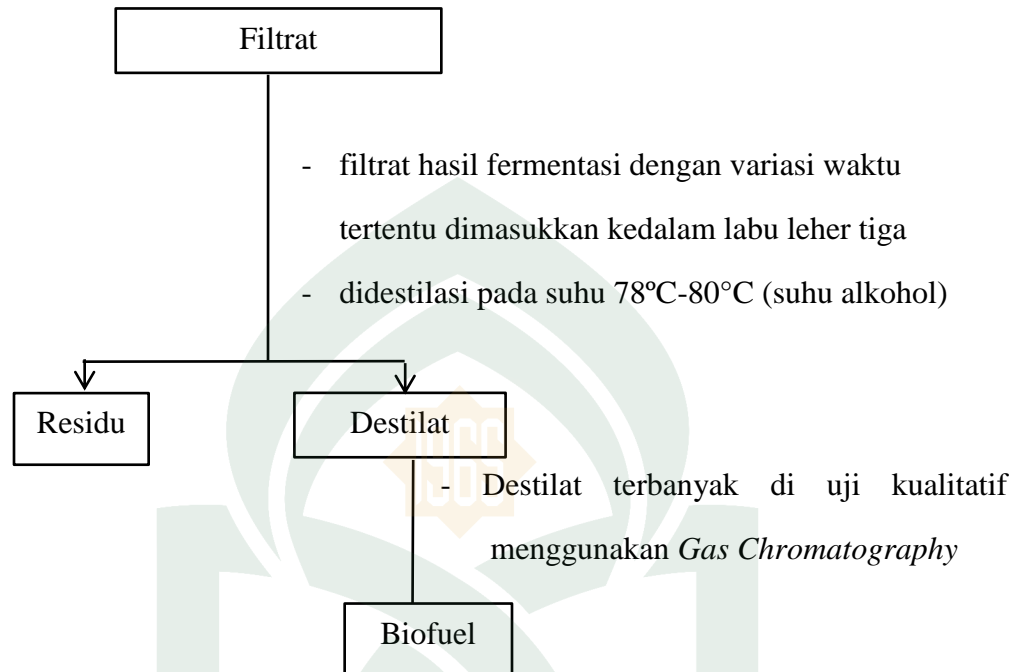 Filtrat
- filtrat hasil fermentasi dengan variasi waktu
tertentu dimasukkan kedalam labu leher tiga
- didestilasi pada suhu 78ºC-80°C (suhu alkohol)
Residu
Destilat
- Destilat terbanyak di uji kualitatif
menggunakan Gas Chromatography
Biofuel